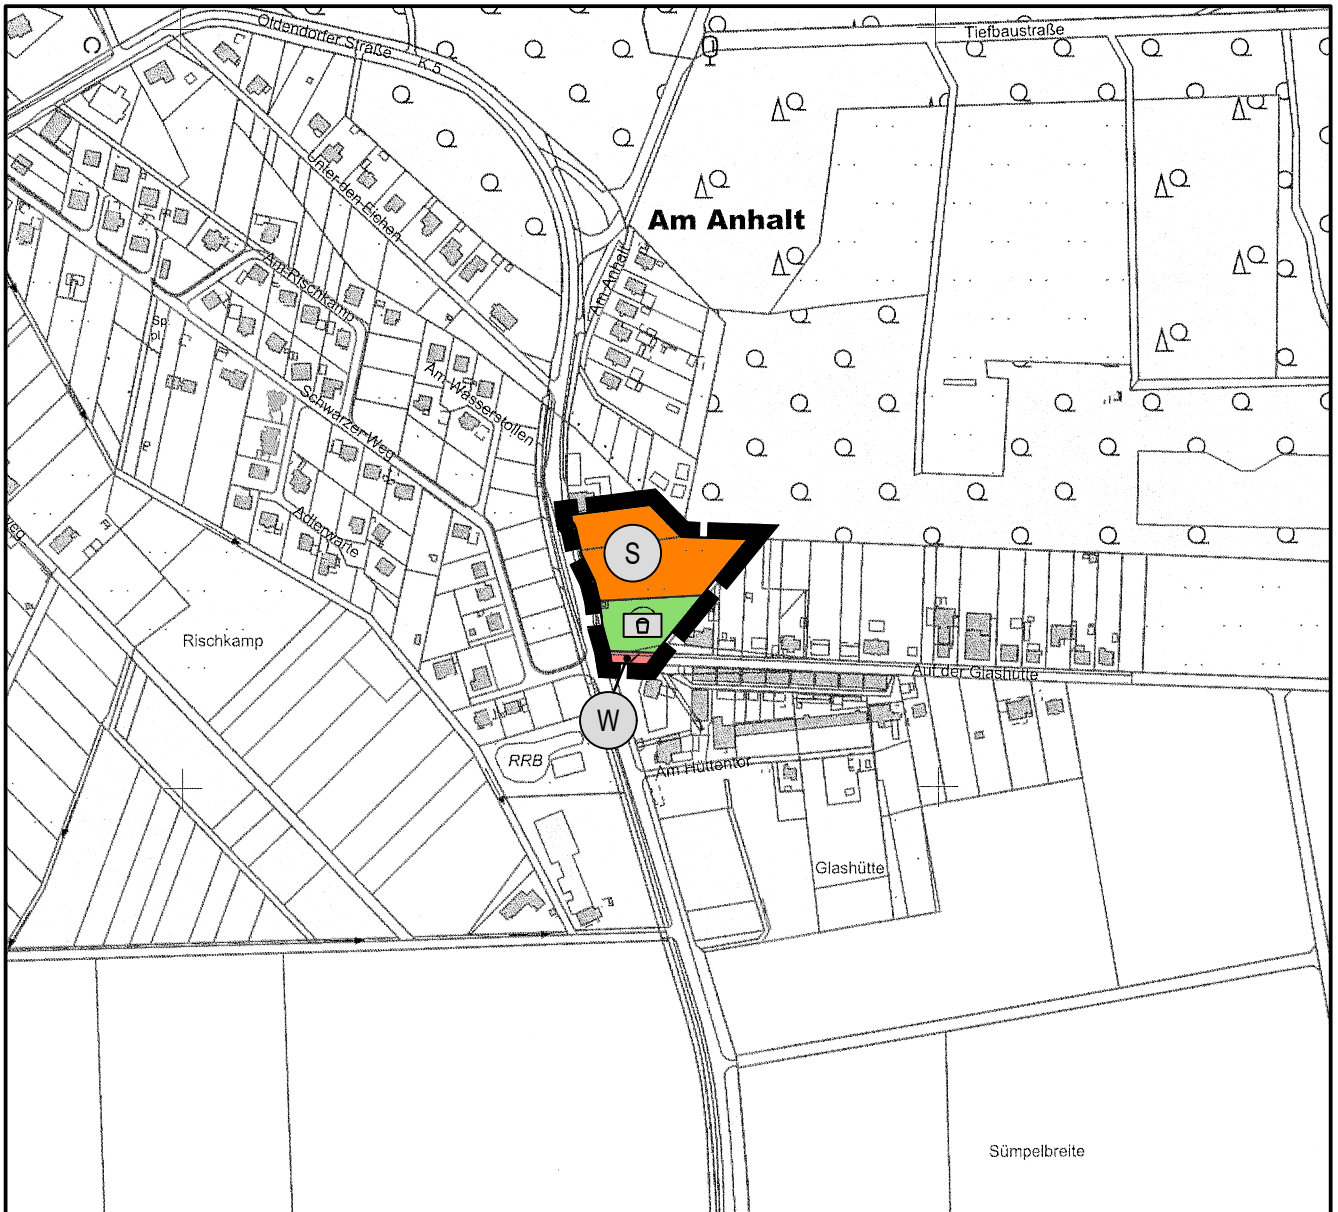 Oldendorfer Straße K 5
Tiefbaustraße
Unter den Eichen
Am Anhalt
Am Anhalt
Am Rischkamp
Sp.
pl.
Am Wasserstollen
Schwarzer Weg
Adlerwarte
weg
S
Rischkamp
Auf der Glashütte
W
RRB
Am Hüttentor
Glashütte
Sümpelbreite